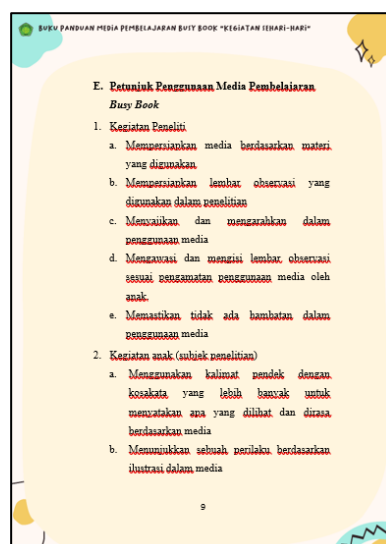 BUKU PANDUAN MEDIA PEMBELAJARAN BUSY BOOK "KEGIATAN SEHARI-HARI"
E. Petunjuk Penggunaan Media Pembelajaran
Busy Book
1. Kegiatan Peneliti
a. Mempersiapkan media berdasarkan materi
yang digunakan
b. Mempersiapkan lembar observasi yang
digunakan dalam penelitian
c. Menyajikan dan mengarahkan dalam
penggunaan media
d. Mengawasi dan mengisi lembar observasi
sesuai pengamatan penggunaan media oleh
anak.
e. Memastikan tidak ada hambatan dalam
penggunaan media
2. Kegiatan anak (subjek penelitian)
a. Menggunakan kalimat pendek dengan
kosakata yang lebih banyak untuk
menyatakan apa yang dilihat dan dirasa
berdasarkan media
b. Menunjukkan sebuah perilaku berdasarkan
ilustrasi dalam media
9